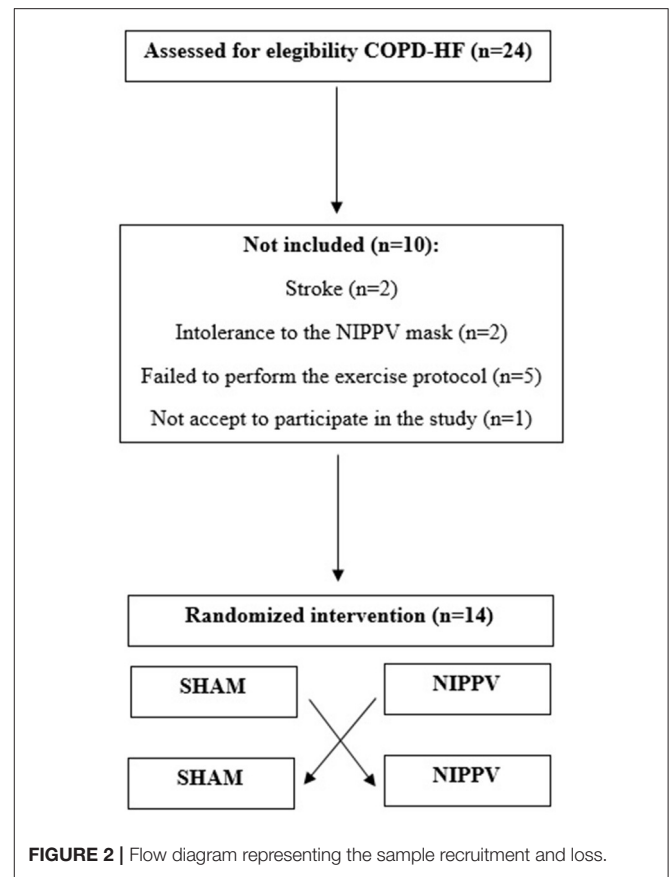 Assessed for elegibility COPD-HF (n=24)
Not included (n=10):
Stroke (n=2)
Intolerance to the NIPPV mask (n=2)
Failed to perform the exercise protocol (n=5)
Not accept to participate in the study (n=1)
Randomized intervention (n=14)
SHAM
NIPPV
SHAM
NIPPV
FIGURE 2 | Flow diagram representing the sample recruitment and loss.